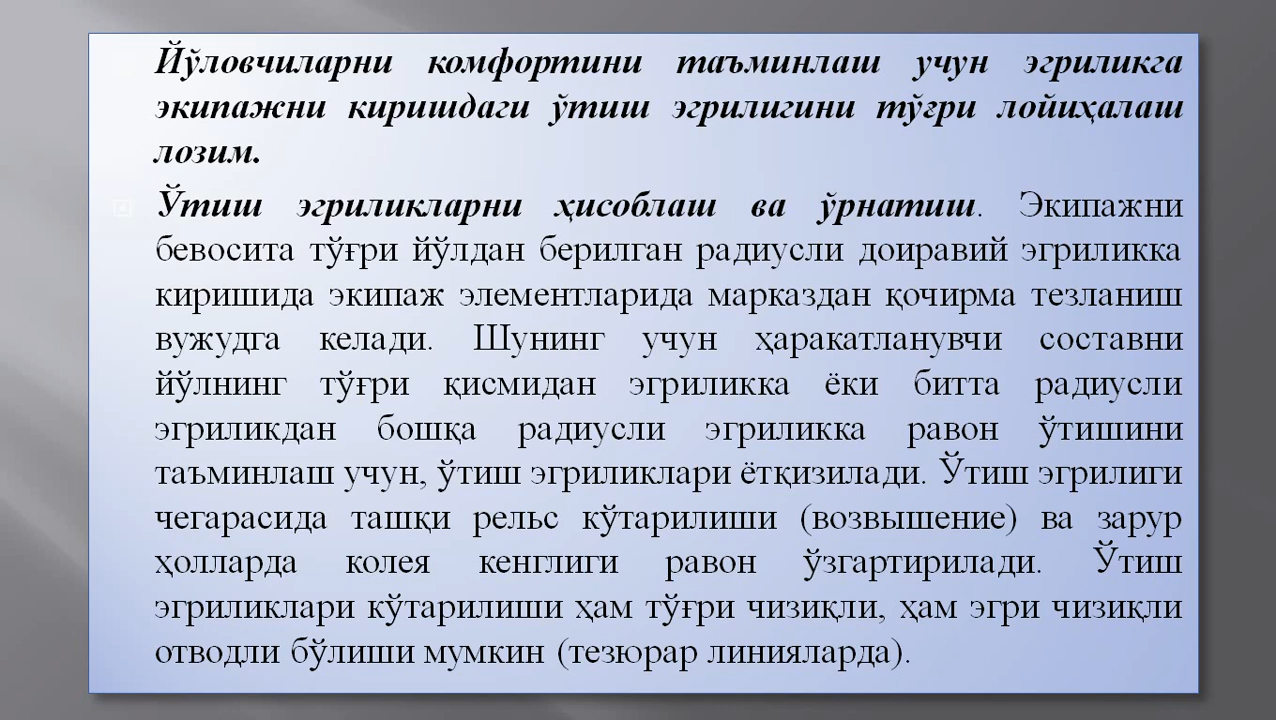 Йўловчиларни комфортини таъминлаш учун эгриликга
экипажни киришдаги ўтиш эгрилигини тўғри лойиҳалаш
лозим.
Ўтиш эгриликларни ҳисоблаш ва ўрнатиш. Экипажни
бевосита тўғри йўлдан берилган радиусли доиравий эгриликка
киришида экипаж элементларида марказдан қочирма тезланиш
вужудга келади. Шунинг учун ҳаракатланувчи составни
йўлнинг тўғри қисмидан эгриликка ёки битта радиусли
эгриликдан бошқа радиусли эгриликка равон ўтишини
таъминлаш учун, ўтиш эгриликлари ётқизилади. Ўтиш эгрилиги
чегарасида ташқи рельс кўтарилиши (возвышение) ва зарур
ҳолларда колея кенглиги равон ўзгартирилади. Ўтиш
эгриликлари кўтарилиши ҳам тўғри чизиқли, ҳам эгри чизиқли
отводли бўлиши мумкин (тезюрар линияларда).